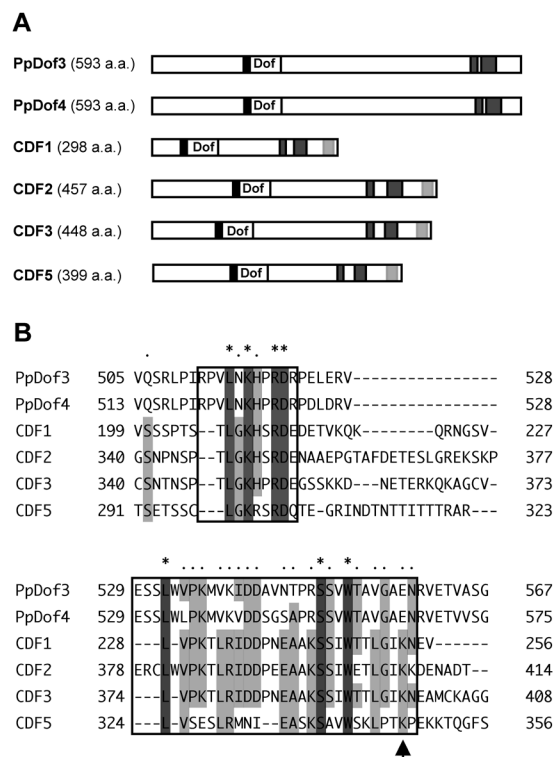 A
PpDof3 (593 a.a.) Dof
PpDof4 (593 a.a.) Dof
CDF1 (298 a.a.) Dof
CDF2 (457 a.a.) Dof
CDF3 (448 a.a.) Dof
CDF5 (399 a.a.) Dof
B
. *.*. **
PpDof3 505 VQSRLPIRPVLNKHPRDRPELERV---------------- 528
PpDof4 513 VQSRLPIRPVLNKHPRDRPDLDRV---------------- 528
CDF1 199 VSSSPTS--TLGKHSRDEDETVKQK---------QRNGSV- 227
CDF2 340 GSNPNSP--TLGKHSRDENAAEPGTAFDETESLGREKSKP 377
CDF3 340 CSNTNSP--TLGKHPRDEGSSKKD--NETERKQKAGCV- 373
CDF5 291 TSETSSC---LGKRSRDQTE-GRINDTNTTITTTRAR--- 323
* .. .. .. .. .* .*. .. ..
PpDof3 529 ESSLWVPKMVKIDDAVNTPRSSVWTAVGAENRVETVASG 567
PpDof4 529 ESSLWLPKMVKVDDSGSAPRSSVWTAVGAENRVETVVSG 575
CDF1 228 ---L-VPKTLRIDDPNEAAKSSIWTTLGIKNEV------ 256
CDF2 378 ERCLWVPKTLRIDDPNEAAKSSIWETLGIKKDENADT-- 414
CDF3 374 ---L-VPKTLRIDDPNEAAKSSIWTTLGIKNEAMCKAGG 408
CDF5 324 ---L-VSESLRMNI--EASKSAVWSKLPTKPEKKTQGFS 356